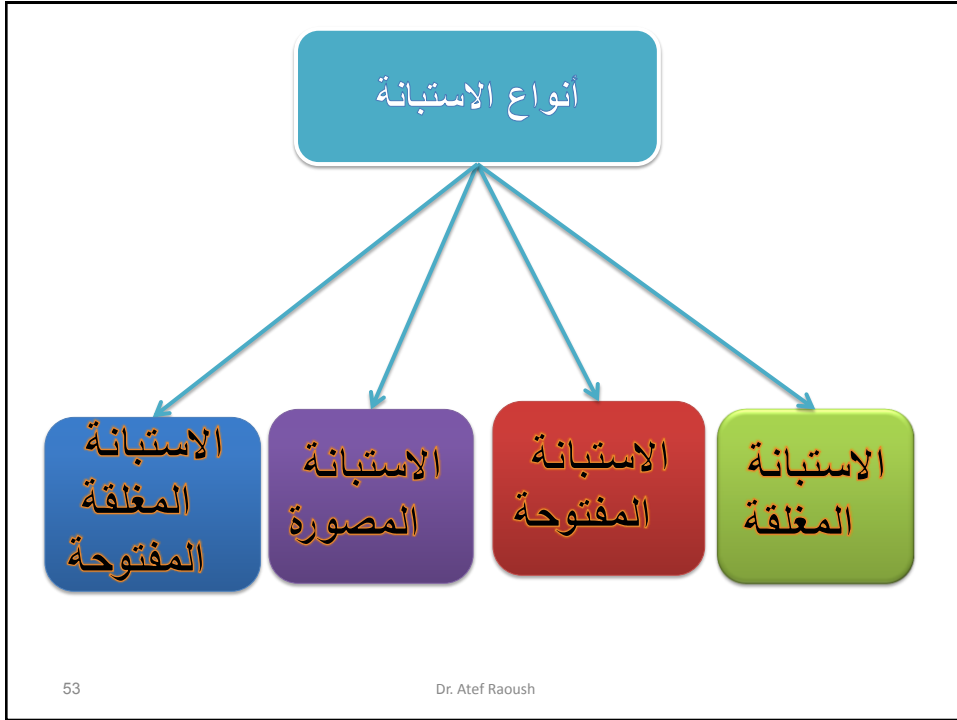 أنواع الاستبانة
الاستبانة
المغلقة
الاستبانة
المفتوحة
الاستبانة
المصورة
الاستبانة
المغلقة
المفتوحة
53
Dr. Atef Raoush